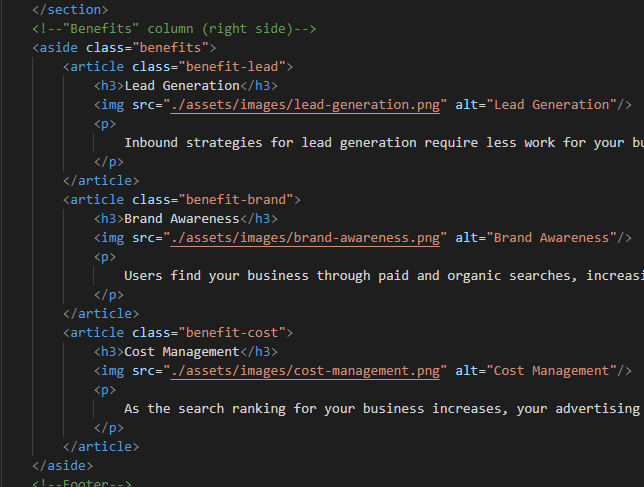 </section>
<!--"Benefits" column (right side)-->
<aside class="benefits">
<article class="benefit-lead">
<h3>Lead Generation</h3>
<img src="./assets/images/lead-generation.png" alt="Lead Generation"/>
<p>
Inbound strategies for lead generation require less work for your bu
</p>
</article>
<article class="benefit-brand">
<h3>Brand Awareness</h3>
<img src="./assets/images/brand-awareness.png" alt="Brand Awareness"/>
<p>
Users find your business through paid and organic searches, increasi
</p>
</article>
<article class="benefit-cost">
<h3>Cost Management</h3>
<img src="./assets/images/cost-management.png" alt="Cost Management"/>
<p>
As the search ranking for your business increases, your advertising
</p>
</article>
</aside>
<!--Footer-->